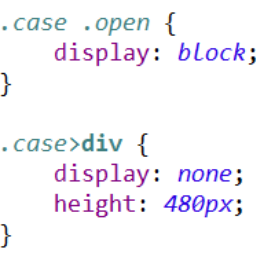 .case .open {
    display: block;
}

.case>div {
    display: none;
    height: 480px;
}